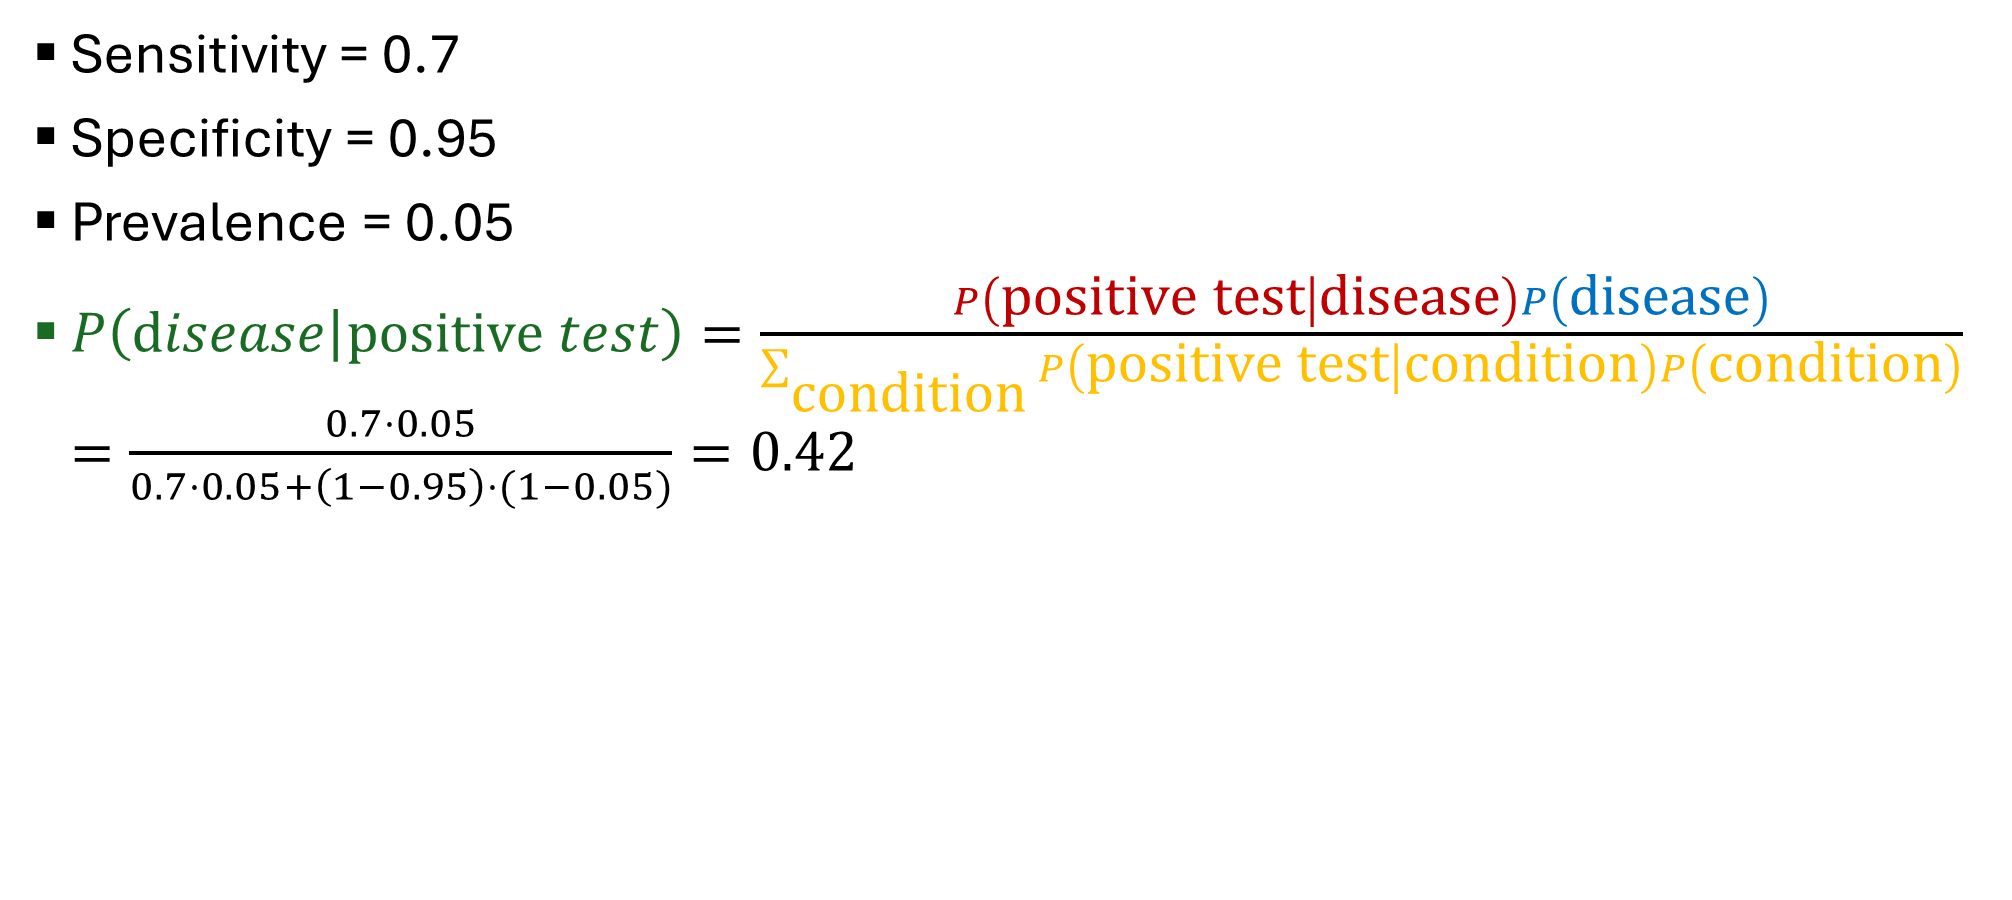 ▪ Sensitivity = 0.7
▪ Specificity = 0.95
▪ Prevalence = 0.05
▪ P(disease|positive test) = P(positive test|disease)P(disease) / Σ_condition P(positive test|condition)P(condition)
= 0.7·0.05 / 0.7·0.05+(1−0.95)·(1−0.05) = 0.42